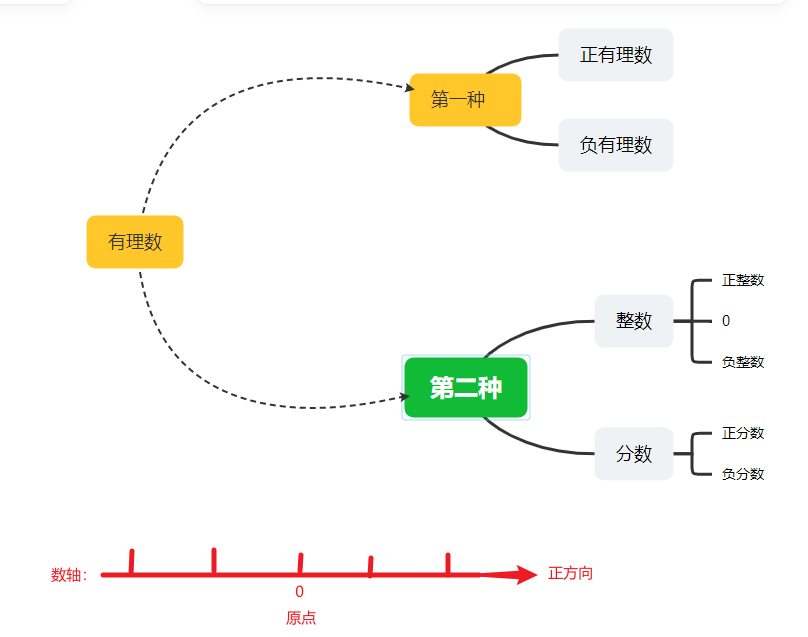 正有理数
第一种
负有理数
有理数
正整数
整数
0
负整数
第二种
正分数
分数
负分数
数轴：
正方向
0
原点